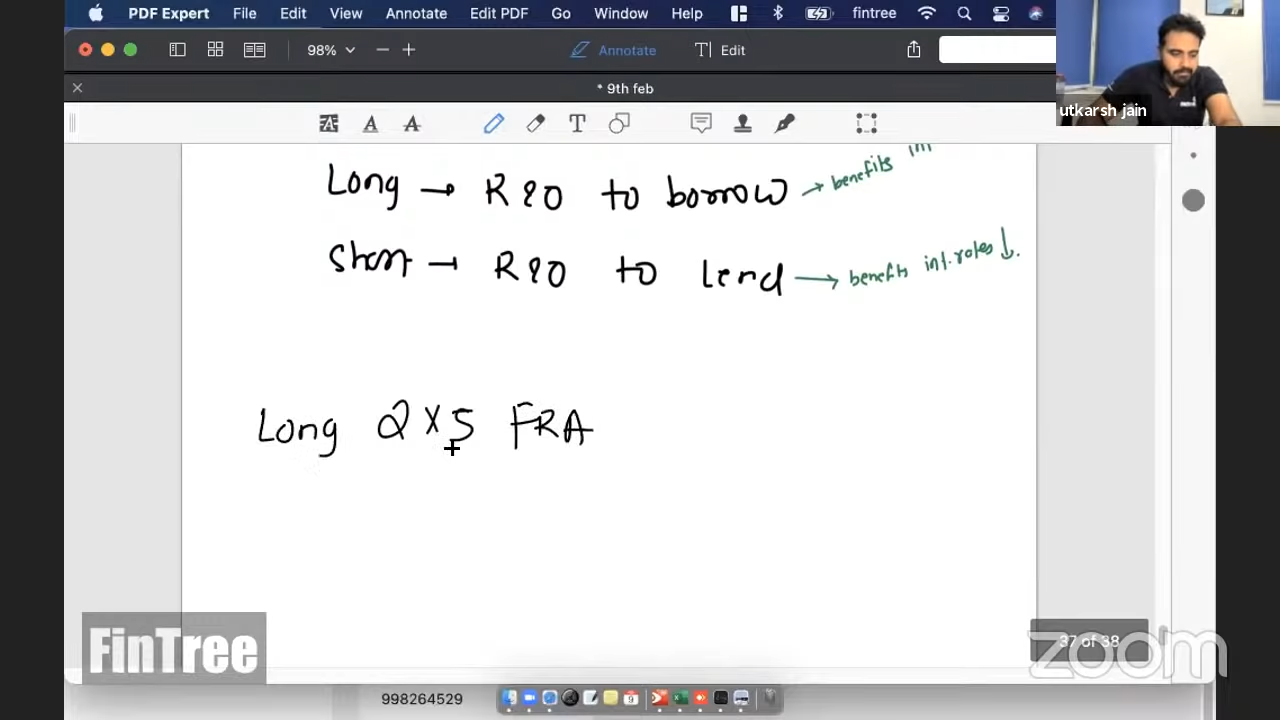 PDF Expert File Edit View Annotate Edit PDF Go Window Help fintree
98% Annotate T| Edit
* 9th feb
utkarsh jain
Long → R&O to borrow → benefits int
Short → R&O to lend → benefits int. rates ↓.
Long 2 x 5 FRA
FinTree
37 of 38
zoom
998264529